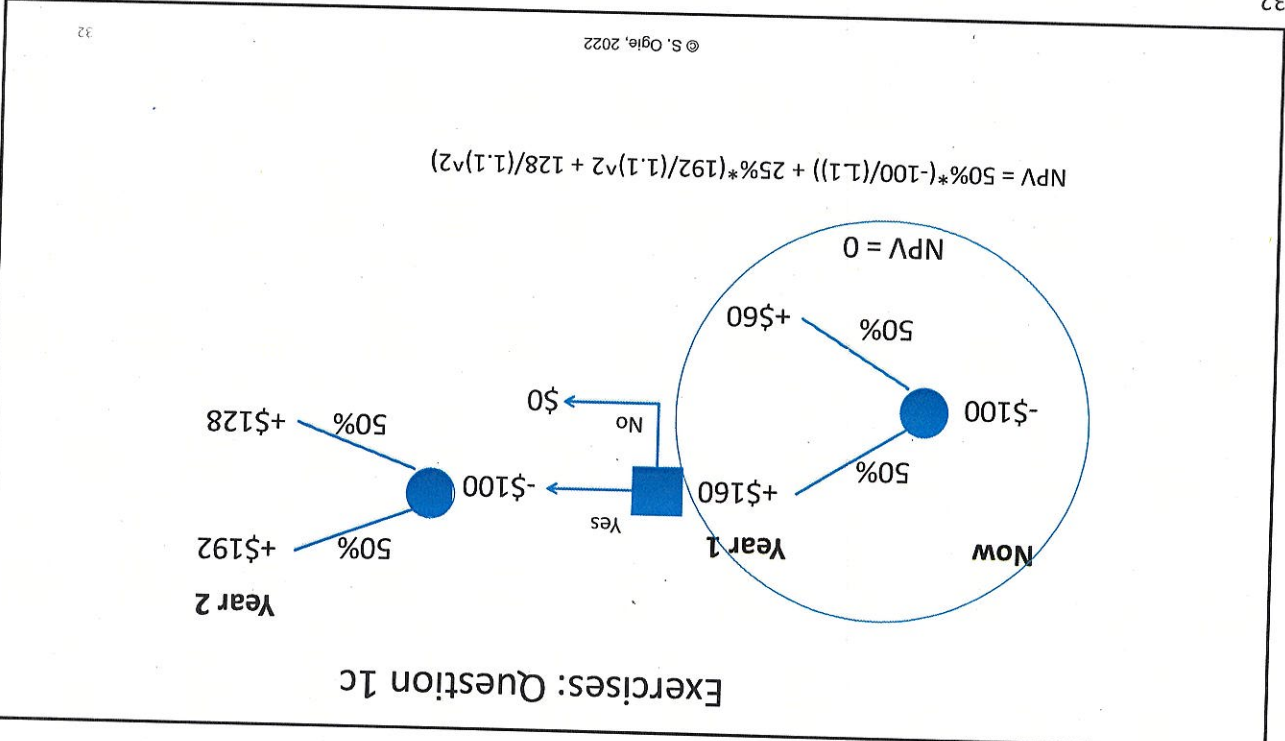 Exercises: Question 1c
Year 2
Now
Year 1
50%
+$192
Yes
50%
+$160
-$100
-$100
No
50%
+$128
$0
50%
+$60
NPV = 0
NPV = 50%*(-100/(1.1)) + 25%*(192/(1.1)^2 + 128/(1.1)^2)
© S. Ogie, 2022
32
32